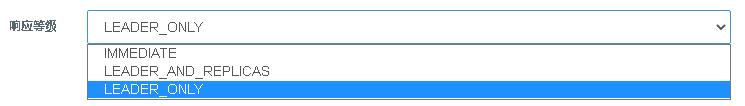 响应等级
LEADER_ONLY
IMMEDIATE
LEADER_AND_REPLICAS
LEADER_ONLY